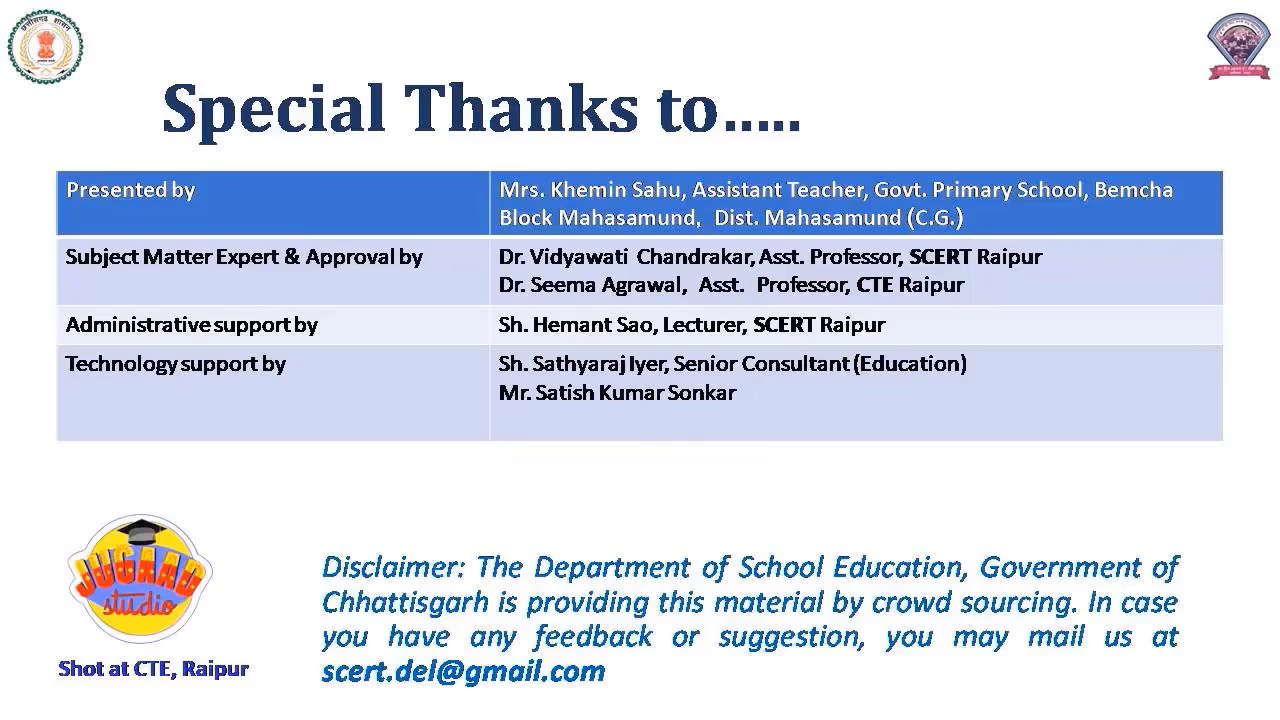 छत्तीसगढ़ शासन
Special Thanks to.....
Presented by
Mrs. Khemin Sahu, Assistant Teacher, Govt. Primary School, Bemcha
Block Mahasamund, Dist. Mahasamund (C.G.)
Subject Matter Expert & Approval by
Dr. Vidyawati Chandrakar, Asst. Professor, SCERT Raipur
Dr. Seema Agrawal, Asst. Professor, CTE Raipur
Administrative support by
Sh. Hemant Sao, Lecturer, SCERT Raipur
Technology support by
Sh. Sathyaraj Iyer, Senior Consultant (Education)
Mr. Satish Kumar Sonkar
JUGAAD
studio
Shot at CTE, Raipur
Disclaimer: The Department of School Education, Government of
Chhattisgarh is providing this material by crowd sourcing. In case
you have any feedback or suggestion, you may mail us at
scert.del@gmail.com